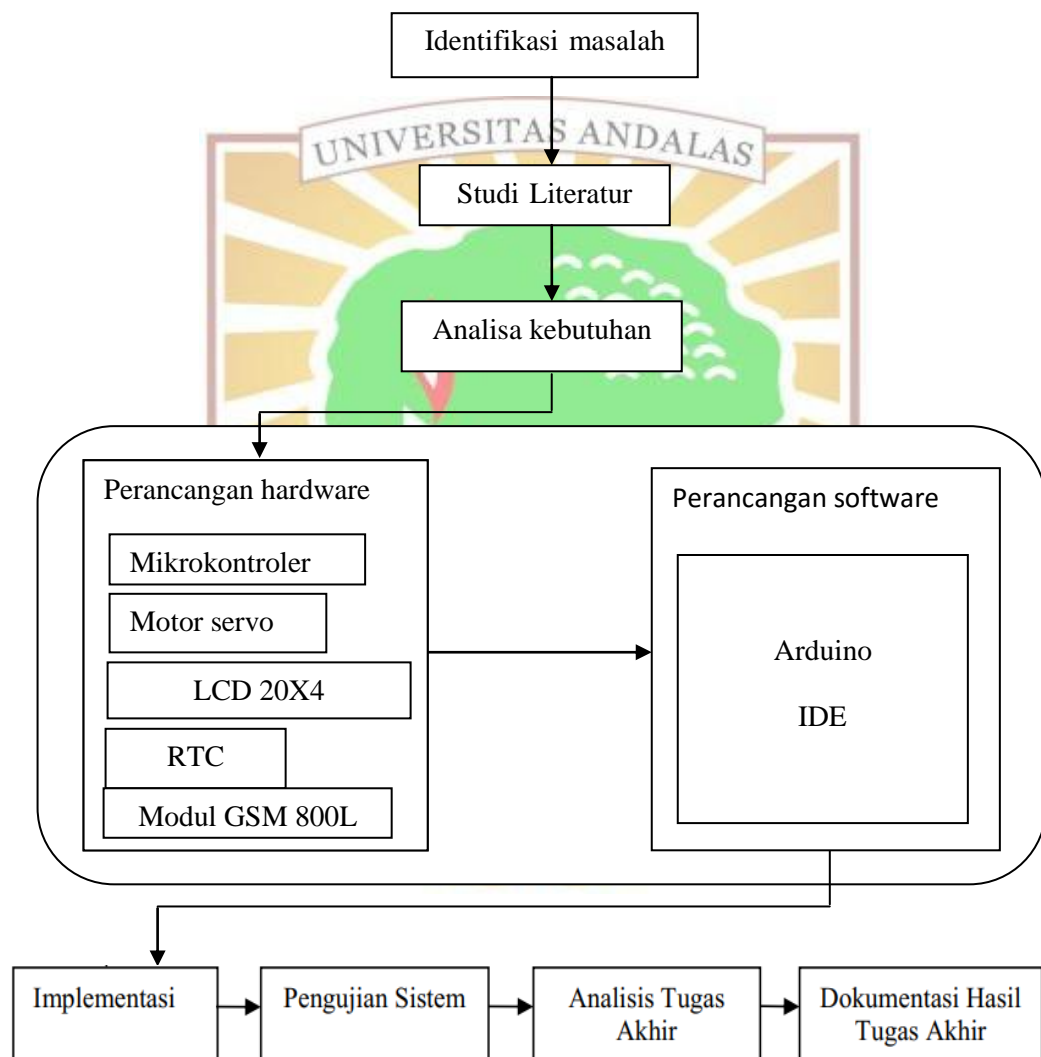 Identifikasi masalah
UNIVERSITAS ANDALAS
Studi Literatur
Analisa kebutuhan
Perancangan hardware
Mikrokontroler
Motor servo
LCD 20X4
RTC
Modul GSM 800L
Perancangan software
Arduino
IDE
Implementasi
Pengujian Sistem
Analisis Tugas
Akhir
Dokumentasi Hasil
Tugas Akhir